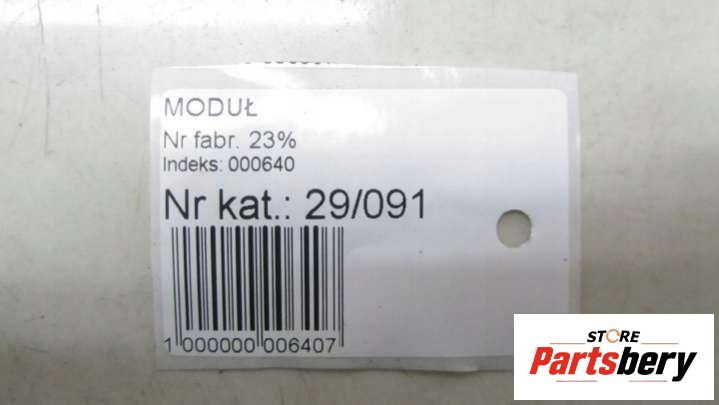 MODUŁ
Nr fabr. 23%
Indeks: 000640
Nr kat.: 29/091
1 000000 006407
STORE
Partsbery